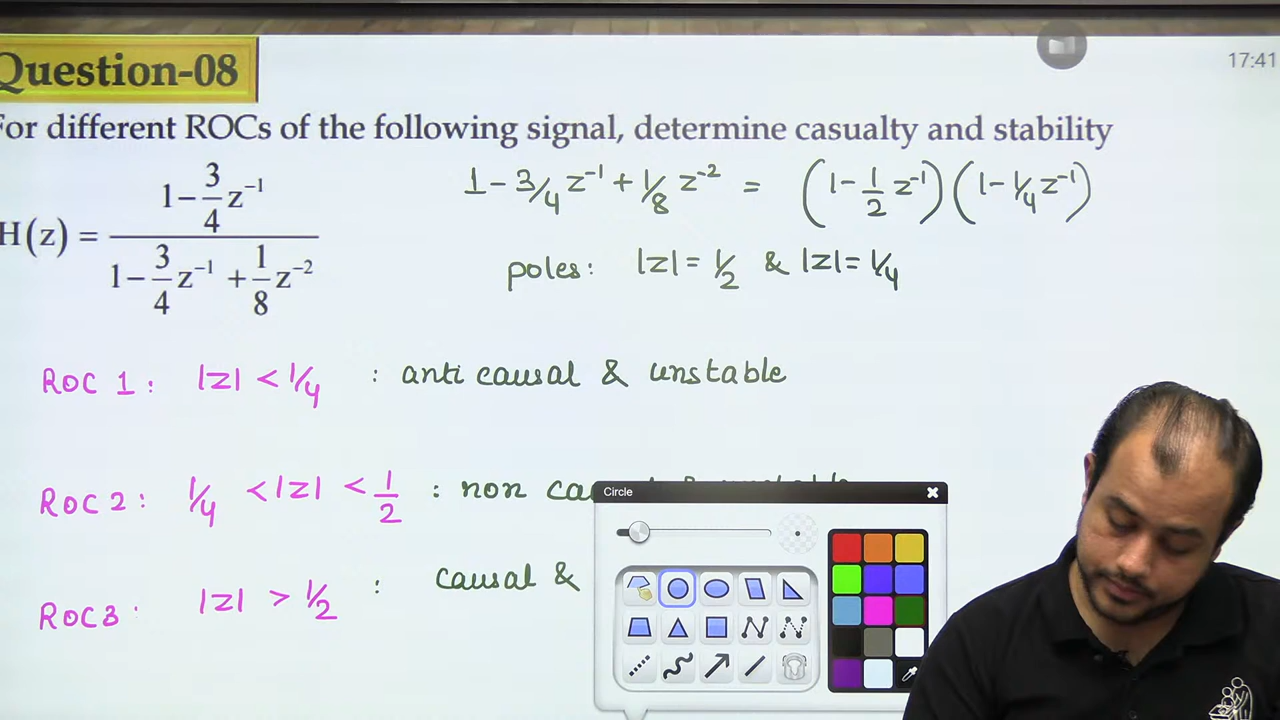 17:41
Question-08
For different ROCs of the following signal, determine casualty and stability
H(z) = (1 - 3/4 z⁻¹) / (1 - 3/4 z⁻¹ + 1/8 z⁻²)
1 - 3/4 z⁻¹ + 1/8 z⁻² = (1 - 1/2 z⁻¹)(1 - 1/4 z⁻¹)
poles: |z| = 1/2 & |z| = 1/4
ROC 1: |z| < 1/4 : anti causal & unstable
ROC 2: 1/4 < |z| < 1/2 : non
Circle
ROC 3: |z| > 1/2 : causal &